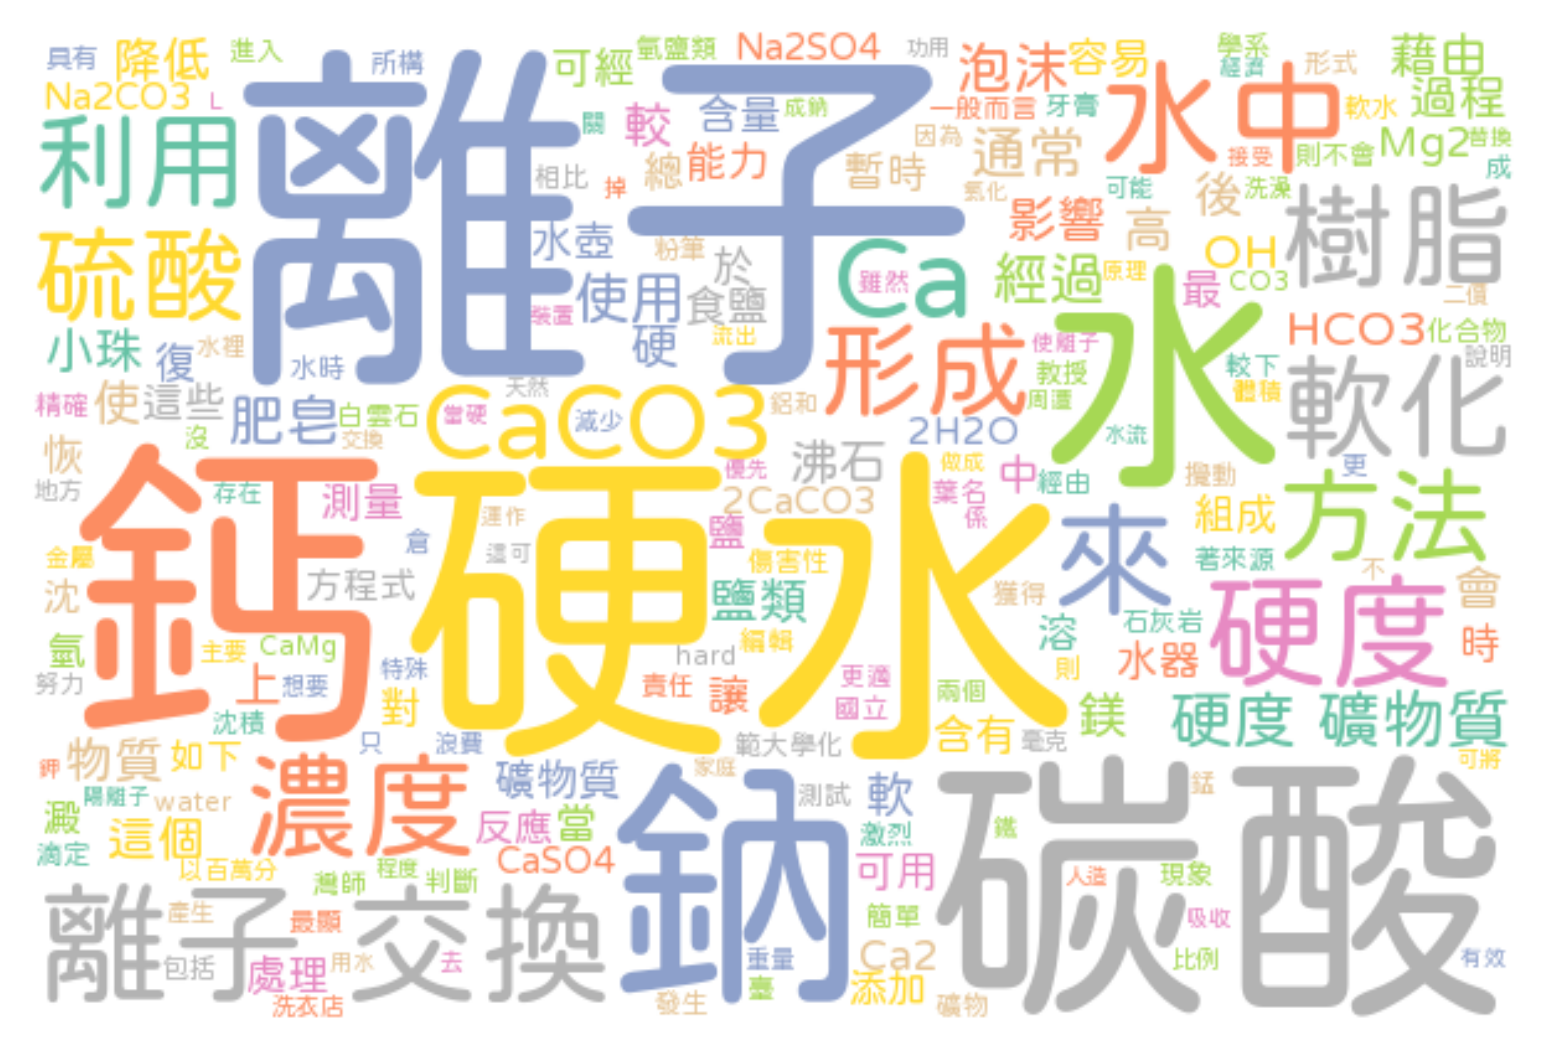 具有 降低 進入 所構 可經 氫鹽類 Na2SO4 功用 泡沫 容易 學系 經濟 形式 藉由
Na2CO3 L 離子 關 較 含量 成鈉 一般而言 牙膏 水中 軟水 過程
利用 相比 掉 總 能力 暫時 因為 通常 接受 則不會 Mg2 替換 成
硫酸 水壺 粉筆 於 Ca 雖然 氯化 影響 可能 高 後 洗澡 OH 樹脂
裝置 使用 食鹽 經過 原理 最 CO3 二價
小珠 復 水裡 水時 硬 流出 形成 使離子 水 HCO3 化合物 說明
精確 使 這些 肥皂 白雲石 天然 CaCO3 當硬 減少 鋁和 教授 周遭 較下 體積 軟化
恢 沒 交換 2H2O 水流 更
地方 鈣 存在 測量 硬水 優先 沸石 做成 中 經由 攪動 方法
運作 2CaCO3 葉名 係 來 組成
金屬 倉 這可 鹽 傷害性 著來源 不
沈 方程式 鹽類 獲得 石灰岩 硬度 會
氫 主要 CaMg hard 編輯 溶 水器 時
努力 上 想要 特殊 責任 讓 更適 國立 兩個 則
沈積 對 鎂 硬度 礦物質
物質 如下 只 浪費 範大學化 含有 毫克 可將
鉀 陽離子 water 濃度 礦物質 家庭 鈉 測試 軟 碳酸 錳
澱 這個 反應 當 激烈 鐵
滴定 以百萬分 程度 CaSO4 可用 人造 現象
離子交換 產生 灣師 判斷 簡單 吸收
最顯 包括 處理 用水 去 重量 Ca2 比例 有效
洗衣店 發生 臺 添加 礦物